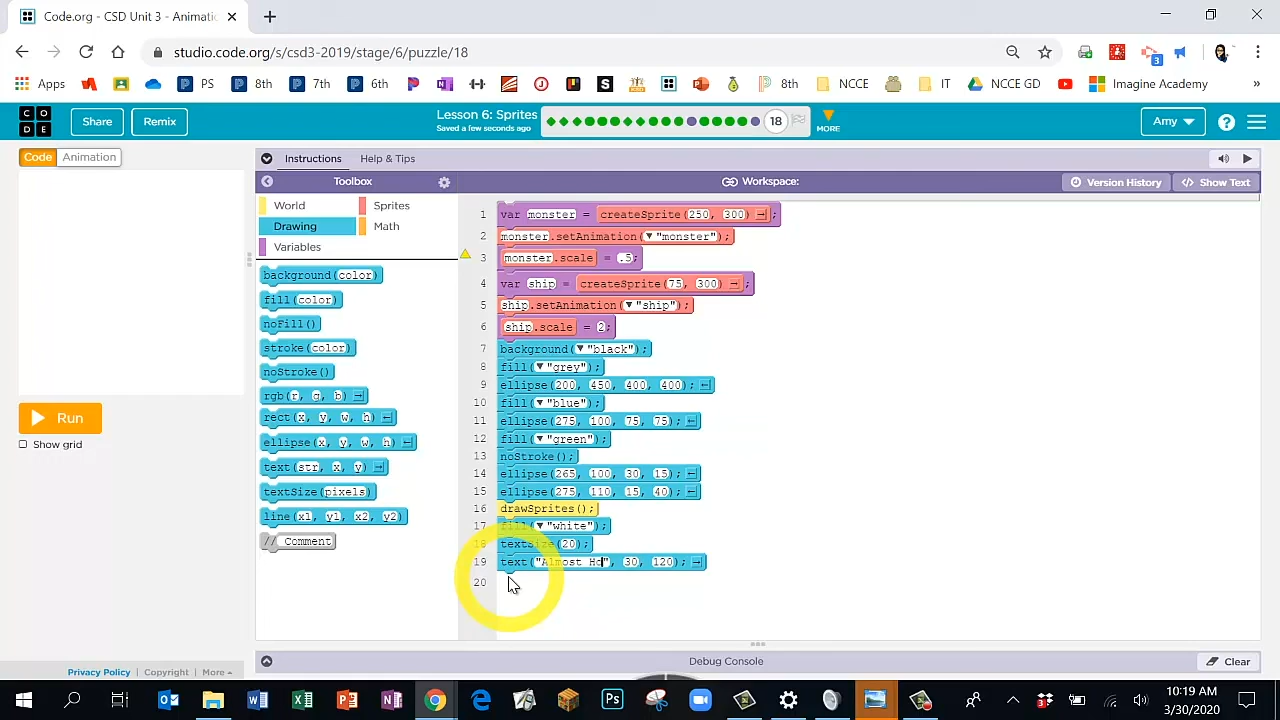 Code.org - CSD Unit 3 - Animatic
studio.code.org/s/csd3-2019/stage/6/puzzle/18
3
Apps PS 8th 7th 6th 8th NCCE IT NCCE GD Imagine Academy »
C O D E
Share
Remix
Lesson 6: Sprites
Saved a few seconds ago
18
MORE
Amy
?
Code
Animation
Instructions
Help & Tips
Toolbox
Workspace:
Version History
</> Show Text
World
Sprites
Drawing
Math
Variables
background(color)
fill(color)
noFill()
stroke(color)
noStroke()
rgb(r, g, b)
rect(x, y, w, h)
ellipse(x, y, w, h)
text(str, x, y)
textSize(pixels)
line(x1, y1, x2, y2)
// Comment
1 var monster = createSprite(250, 300);
2 monster.setAnimation("monster");
3 monster.scale = .5;
4 var ship = createSprite(75, 300);
5 ship.setAnimation("ship");
6 ship.scale = 2;
7 background("black");
8 fill("grey");
9 ellipse(200, 450, 400, 400);
10 fill("blue");
11 ellipse(275, 100, 75, 75);
12 fill("green");
13 noStroke();
14 ellipse(265, 100, 30, 15);
15 ellipse(275, 110, 15, 40);
16 drawSprites();
17 fill("white");
18 textSize(20);
19 text("Almost Ho", 30, 120);
20
Run
Show grid
Debug Console
Clear
Privacy Policy
Copyright
More
10:19 AM
3/30/2020